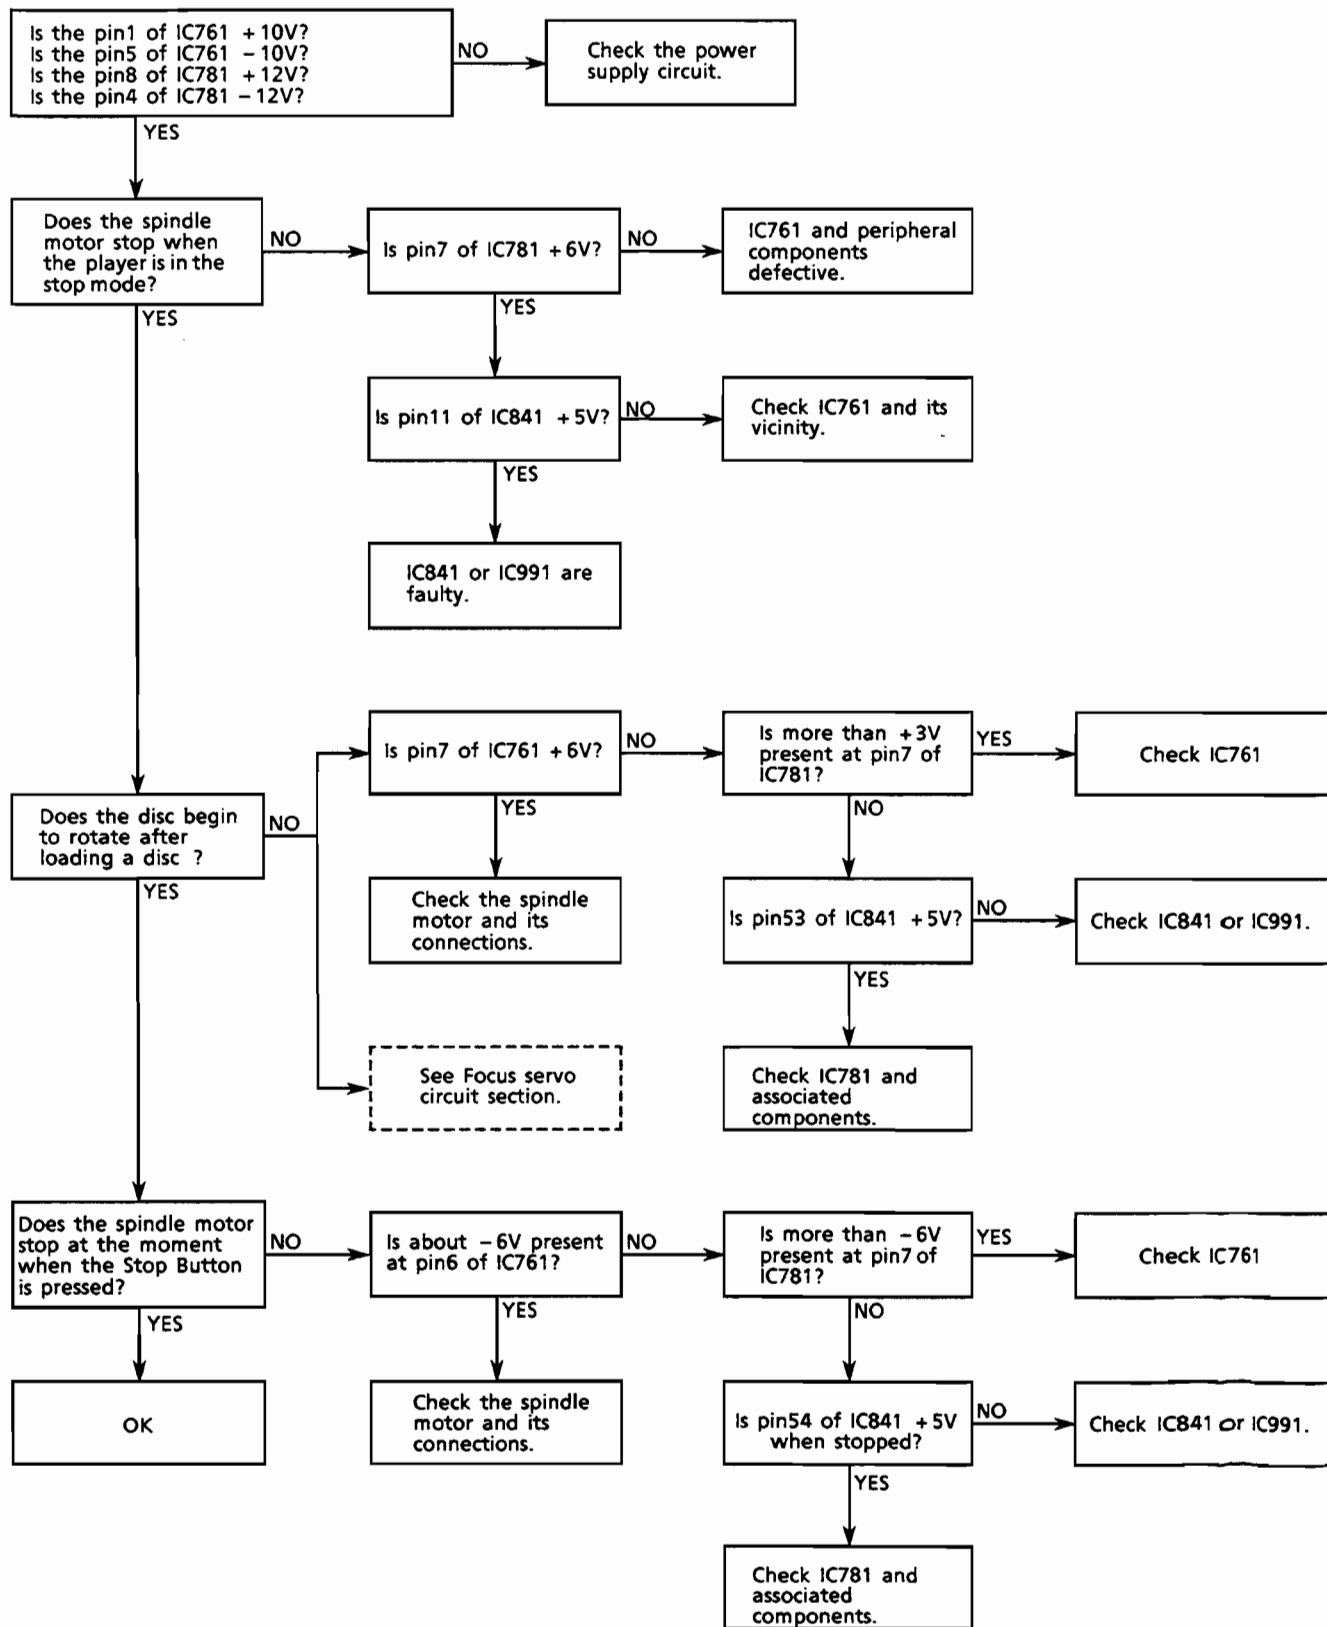 Is the pin1 of IC761 +10V?
Is the pin5 of IC761 -10V?
Is the pin8 of IC781 +12V?
Is the pin4 of IC781 -12V?
NO
Check the power
supply circuit.
YES
Does the spindle
motor stop when
the player is in the
stop mode?
NO
Is pin7 of IC781 +6V?
NO
IC761 and peripheral
components
defective.
YES
YES
Is pin11 of IC841 +5V?
NO
Check IC761 and its
vicinity.
YES
IC841 or IC991 are
faulty.
Does the disc begin
to rotate after
loading a disc ?
NO
Is pin7 of IC761 +6V?
NO
Is more than +3V
present at pin7 of
IC781?
YES
Check IC761
YES
NO
Check the spindle
motor and its
connections.
Is pin53 of IC841 +5V?
NO
Check IC841 or IC991.
YES
YES
See Focus servo
circuit section.
Check IC781 and
associated
components.
Does the spindle motor
stop at the moment
when the Stop Button
is pressed?
NO
Is about -6V present
at pin6 of IC761?
NO
Is more than -6V
present at pin7 of
IC781?
YES
Check IC761
YES
YES
NO
OK
Check the spindle
motor and its
connections.
Is pin54 of IC841 +5V
when stopped?
NO
Check IC841 or IC991.
YES
Check IC781 and
associated
components.